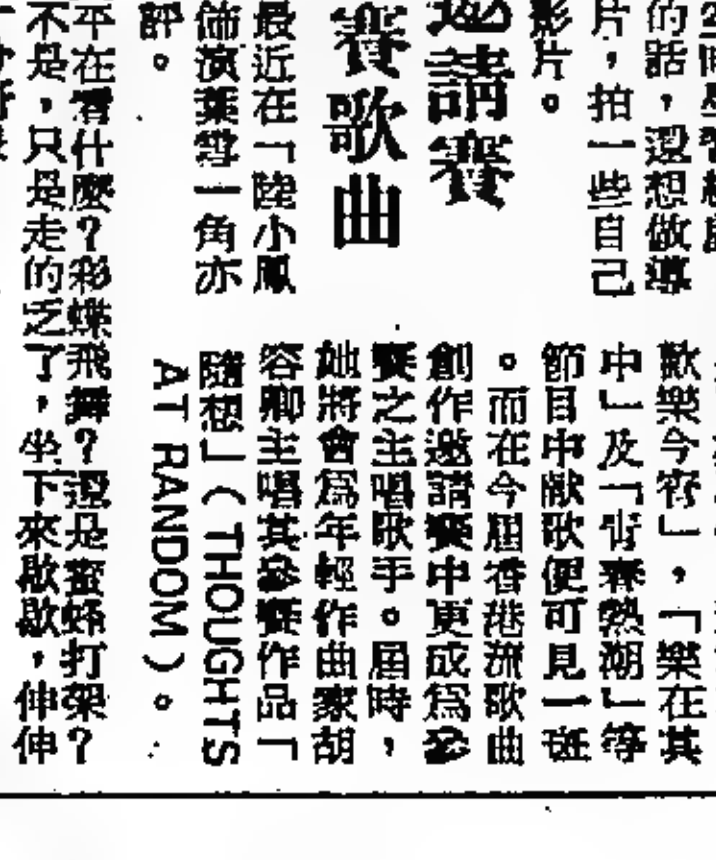 的話，還想做導
片，拍一些自己
影片。
邀請賽
賽歌曲
最近在「陸小鳳
飾演葉雪一角亦
評。
歡樂今宵」，「樂在其
中」及「青春熱潮」等
節目中献歌便可見一斑
。而在今屆香港流歌曲
創作邀請賽中更成爲參
賽之主唱歌手。屆時，
她將會爲年輕作曲家胡
容卿主唱其參賽作品「
隨想」（THOUGHTS
AT RANDOM）。
平在看什麼？彩蝶飛舞？還是蜜蜂打架？
不是，只是走的乏了，坐下來歇歇，伸伸